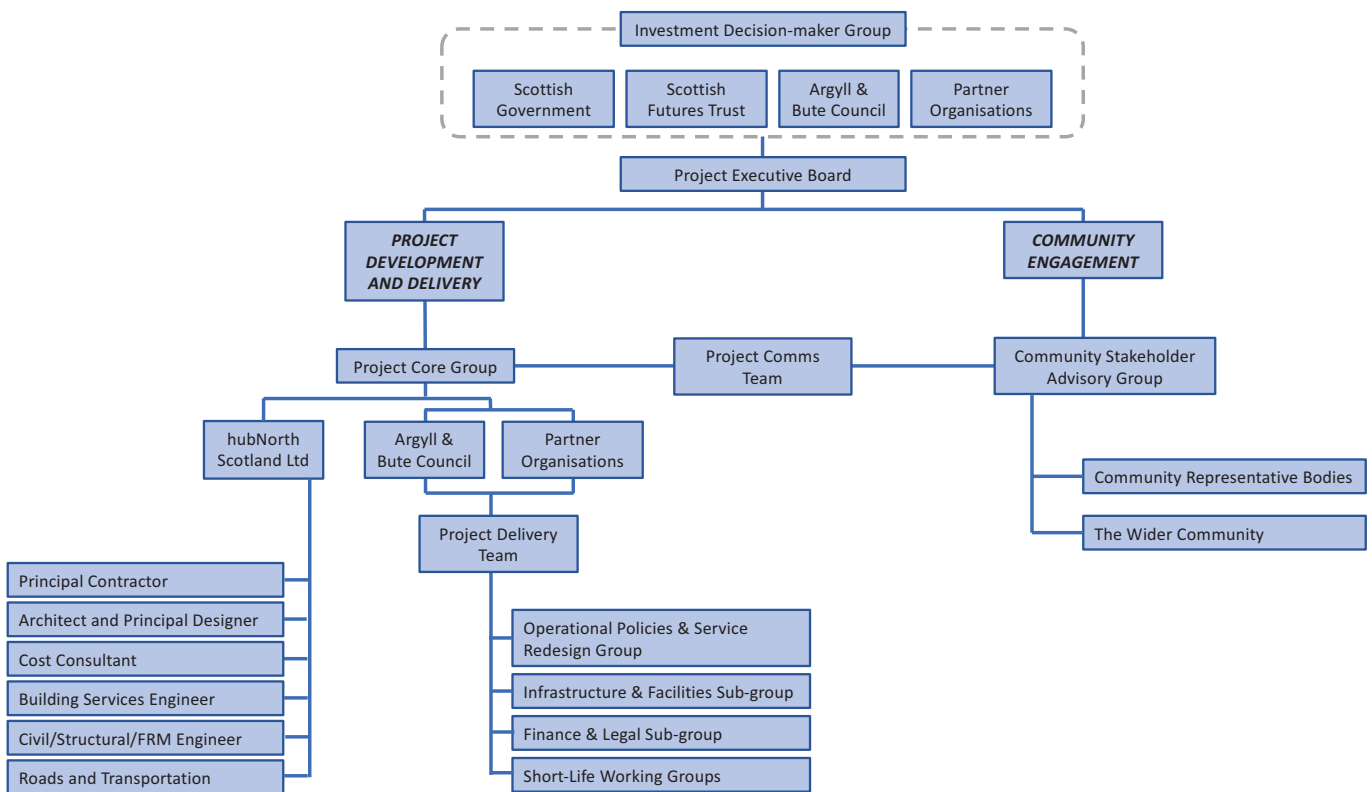 Investment Decision-maker Group
Scottish
Government
Scottish
Futures Trust
Argyll &
Bute Council
Partner
Organisations
Project Executive Board
PROJECT
DEVELOPMENT
AND DELIVERY
COMMUNITY
ENGAGEMENT
Project Core Group
Project Comms
Team
Community Stakeholder
Advisory Group
hubNorth
Scotland Ltd
Argyll &
Bute Council
Partner
Organisations
Community Representative Bodies
The Wider Community
Project Delivery
Team
Principal Contractor
Architect and Principal Designer
Cost Consultant
Building Services Engineer
Civil/Structural/FRM Engineer
Roads and Transportation
Operational Policies & Service
Redesign Group
Infrastructure & Facilities Sub-group
Finance & Legal Sub-group
Short-Life Working Groups